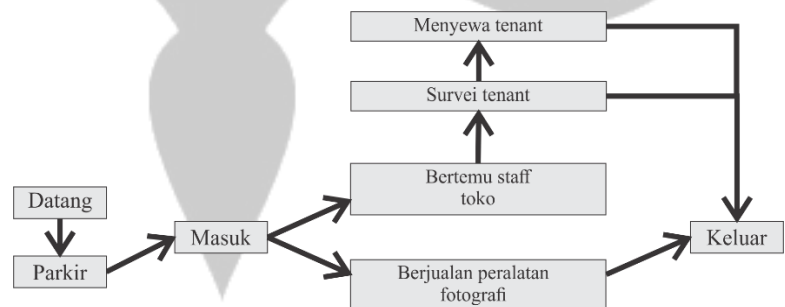 Menyewa tenant
Survei tenant
Bertemu staff
toko
Datang
Masuk
Keluar
Parkir
Berjualan peralatan
fotografi